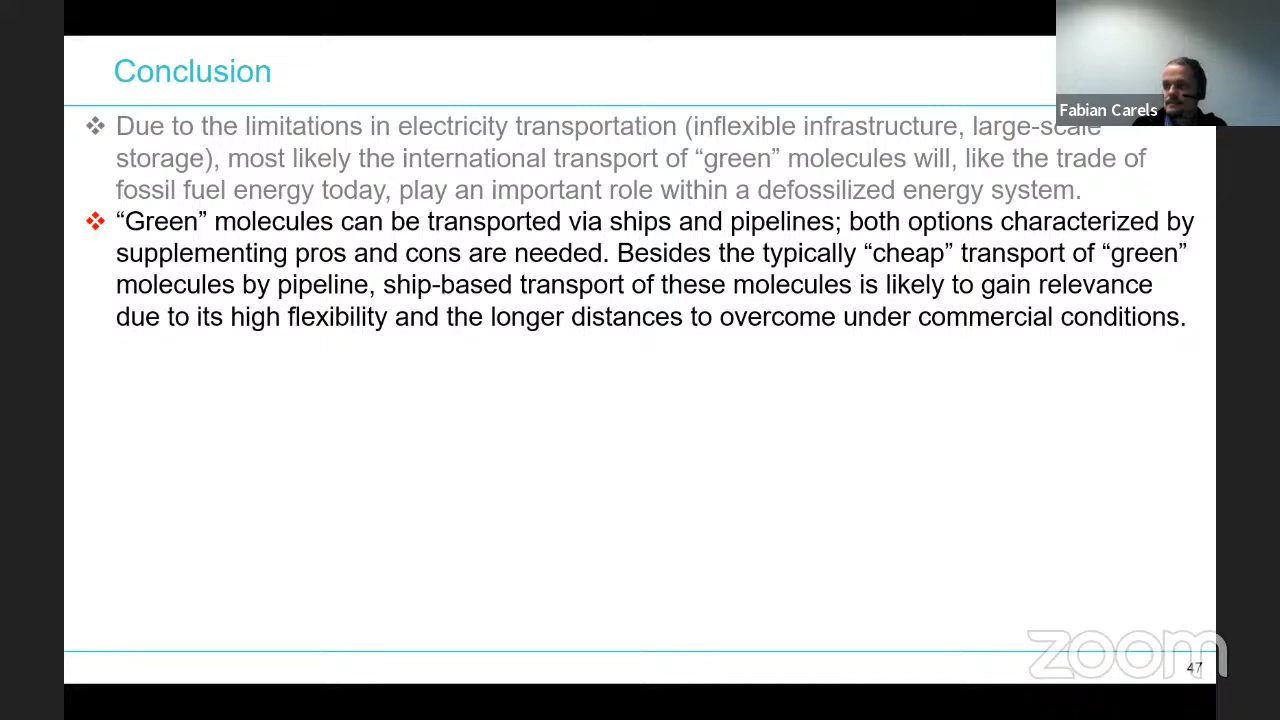 Conclusion
Fabian Carels
❖ Due to the limitations in electricity transportation (inflexible infrastructure, large-scale
storage), most likely the international transport of “green” molecules will, like the trade of
fossil fuel energy today, play an important role within a defossilized energy system.
❖ “Green” molecules can be transported via ships and pipelines; both options characterized by
supplementing pros and cons are needed. Besides the typically “cheap” transport of “green”
molecules by pipeline, ship-based transport of these molecules is likely to gain relevance
due to its high flexibility and the longer distances to overcome under commercial conditions.
zoom
47